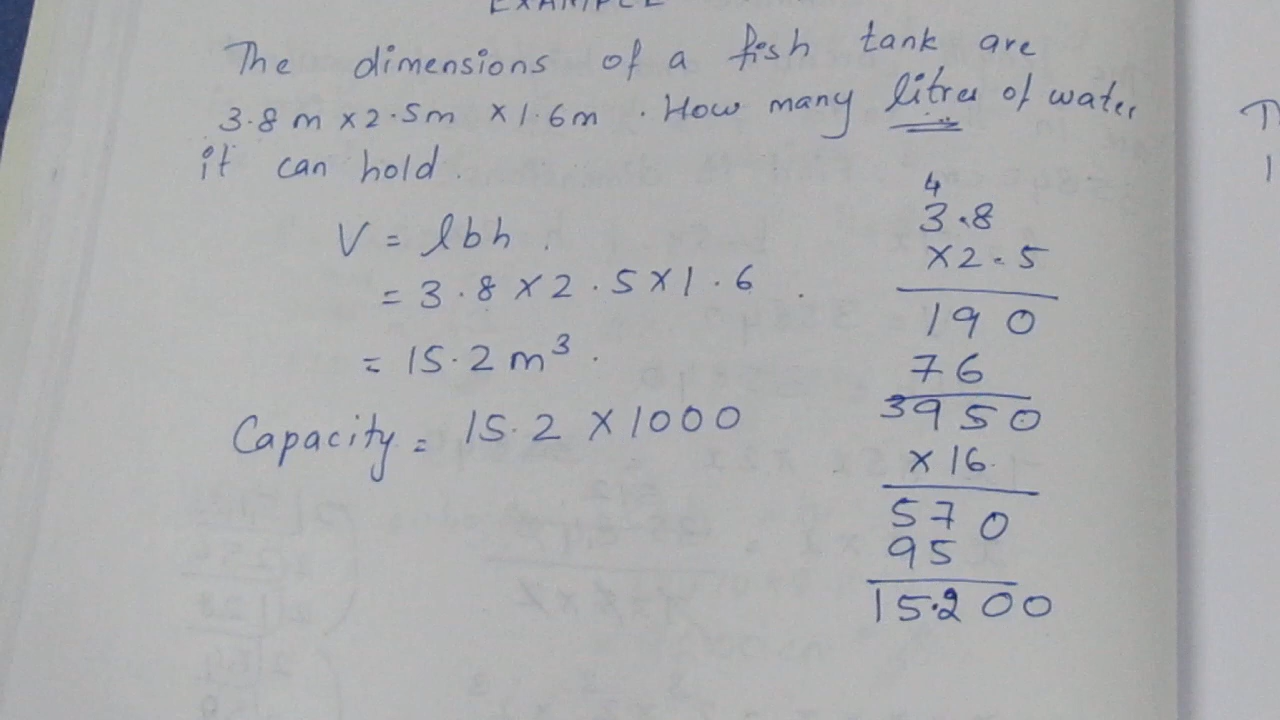 EXAMPLE
The dimensions of a fish tank are
3.8 m x 2.5m x 1.6m . How many litres of water
it can hold.
V = lbh .
= 3.8 x 2.5 x 1.6 .
= 15.2 m³ .
Capacity = 15.2 x 1000
4
3.8
x2.5
190
76
3950
x 16.
570
95
15.200